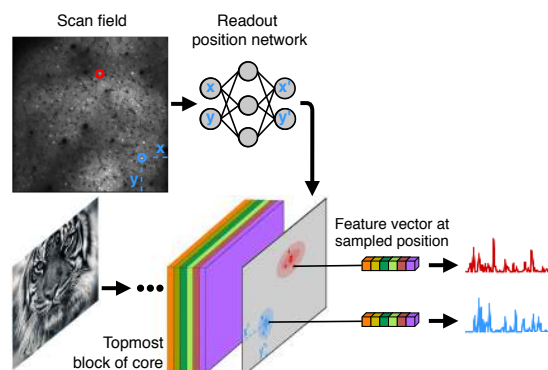 Scan field
Readout
position network
x
y
x'
y'
x
y
Feature vector at
sampled position
x'
y'
Topmost
block of core